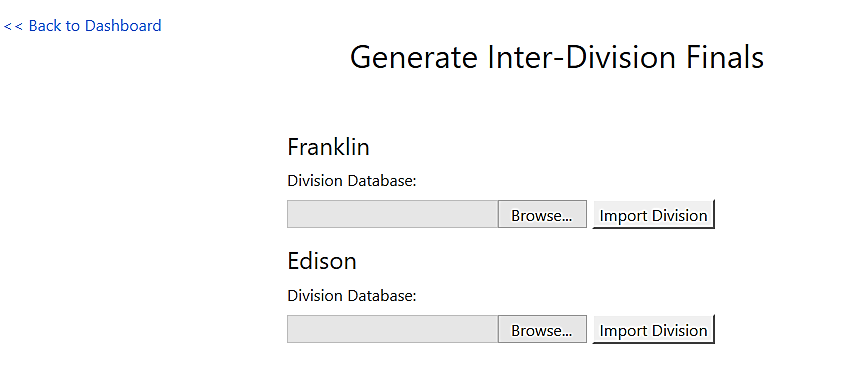 << Back to Dashboard
Generate Inter-Division Finals
Franklin
Division Database:
Browse... Import Division
Edison
Division Database:
Browse... Import Division